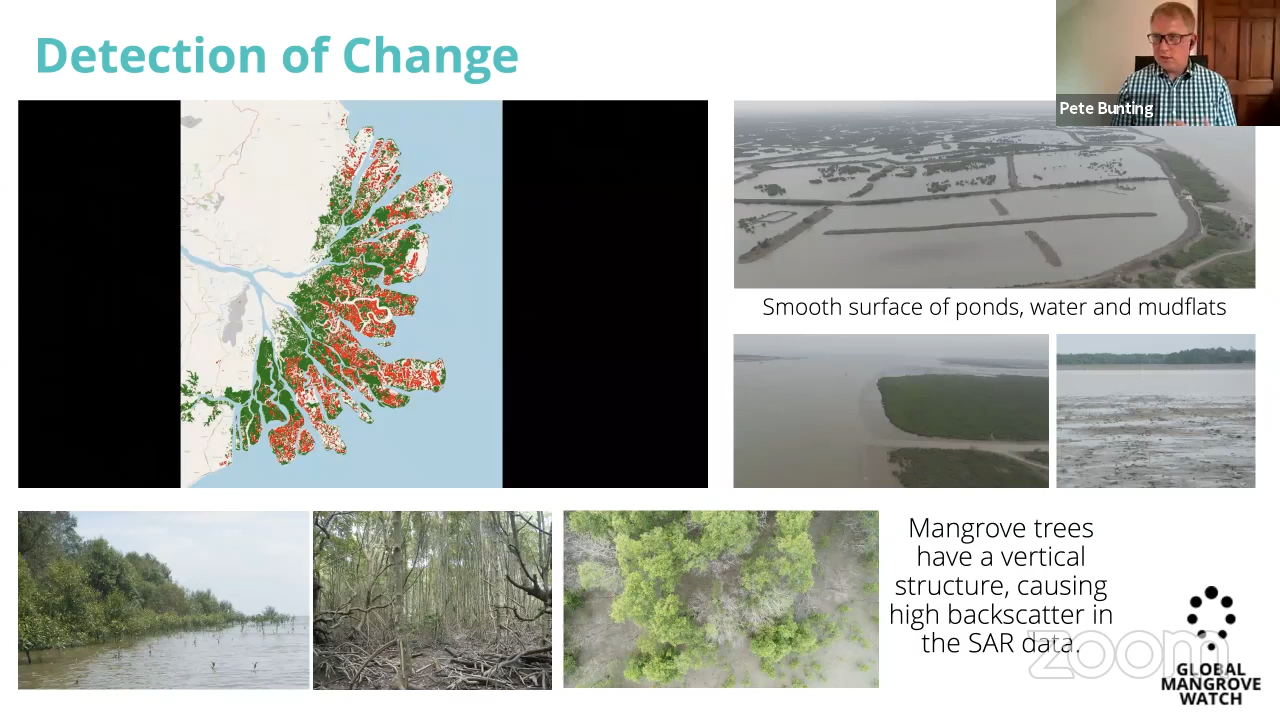 Detection of Change
Pete Bunting
Smooth surface of ponds, water and mudflats
Mangrove trees
have a vertical
structure, causing
high backscatter in
the SAR data.
zoom
GLOBAL
MANGROVE
WATCH